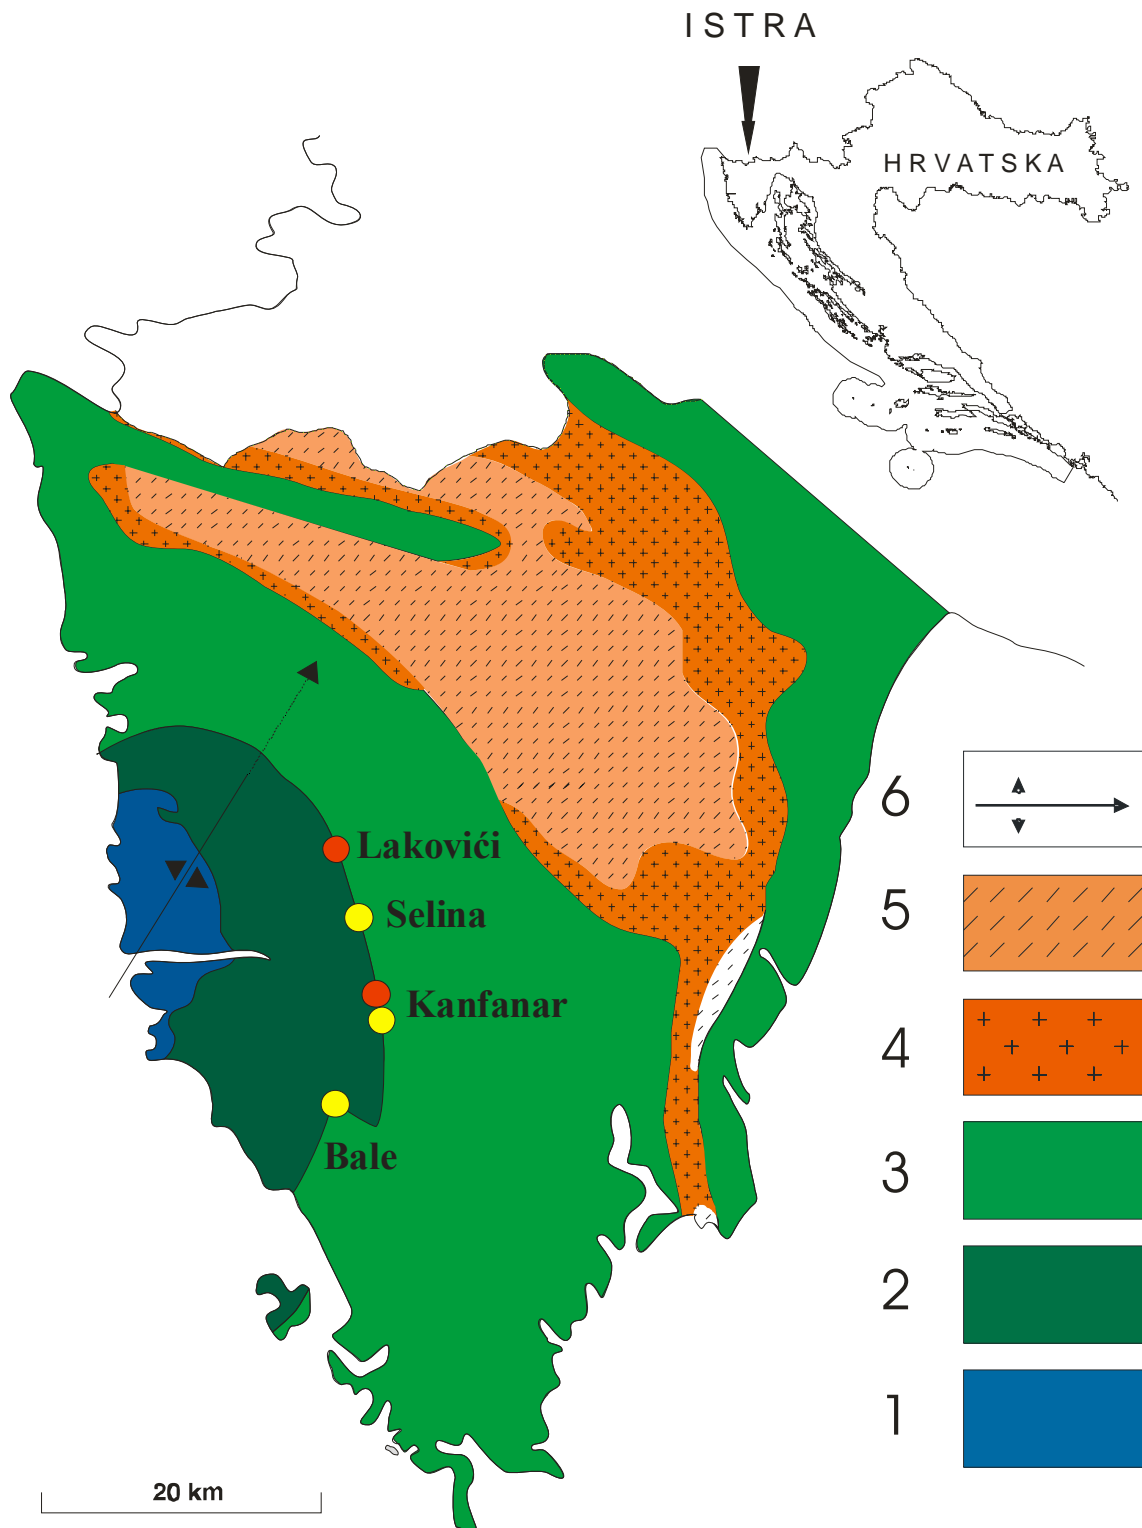 ISTRA
HRVATSKA
Lakovići
Selina
Kanfanar
Bale
6
5
4
3
2
1
20 km